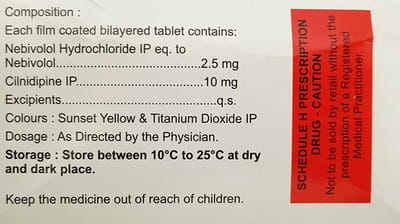 Composition :
Each film coated bilayered tablet contains:
Nebivolol Hydrochloride IP eq. to
Nebivolol.......................................2.5 mg
Cilnidipine IP...................................10 mg
Excipients..........................................q.s.
Colours : Sunset Yellow & Titanium Dioxide IP
Dosage : As Directed by the Physician.
Storage : Store between 10°C to 25°C at dry
and dark place.
Keep the medicine out of reach of children.
SCHEDULE H PRESCRIPTION
DRUG - CAUTION
Not to be sold by retail without the
prescription of a Registered
Medical Practitioner.